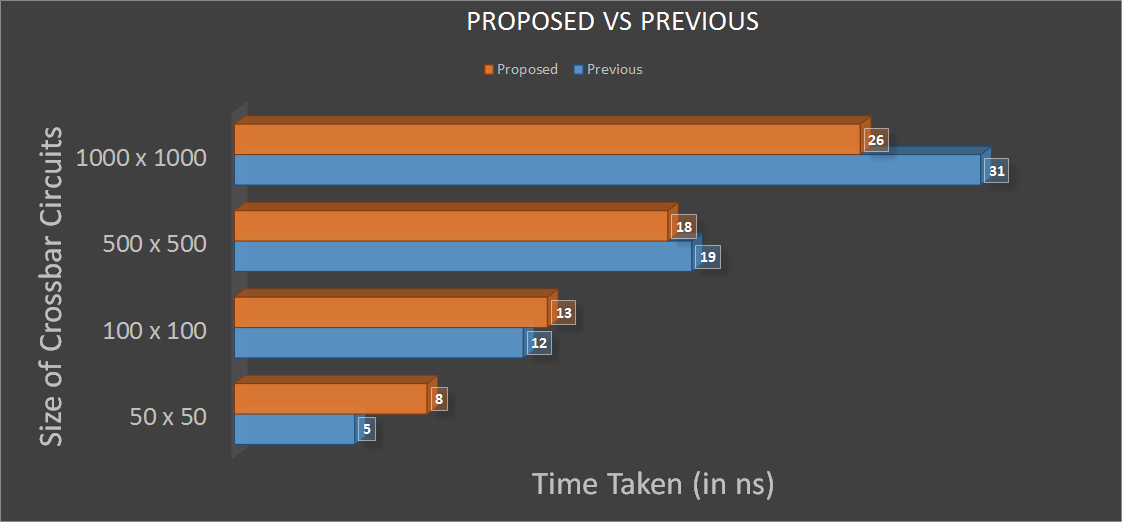 PROPOSED VS PREVIOUS
Proposed Previous
Size of Crossbar Circuits
1000 x 1000
26
31
500 x 500
18
19
100 x 100
13
12
50 x 50
8
5
Time Taken (in ns)